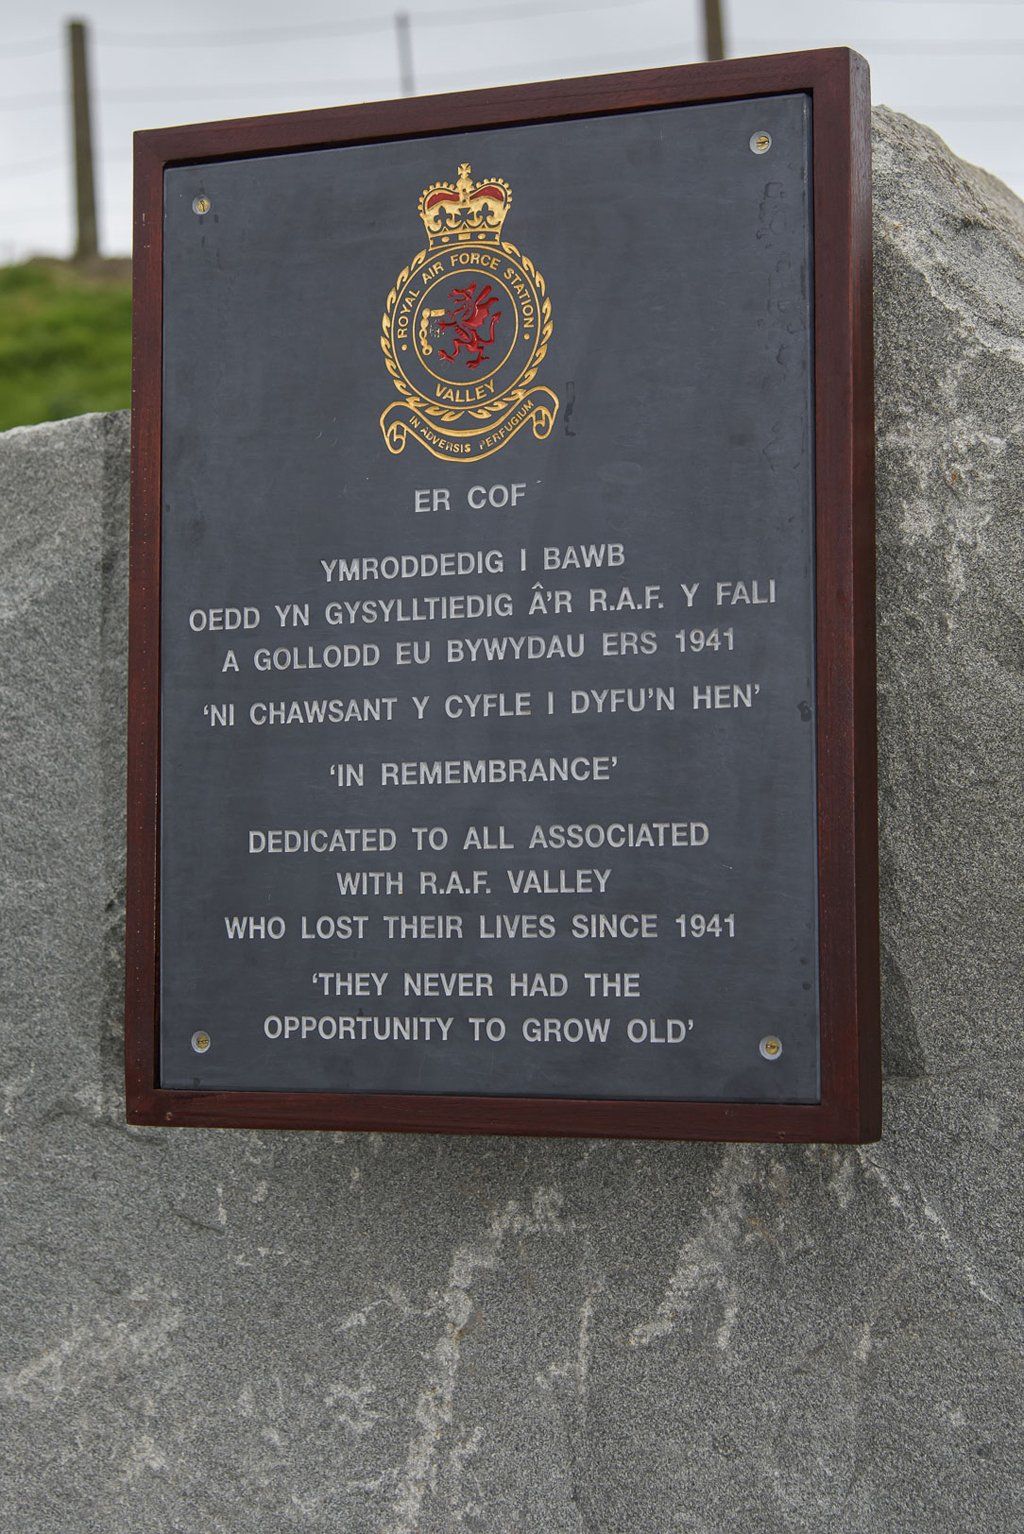 ROYAL AIR FORCE STATION
VALLEY
IN ADVERSIS PERFUGIUM
ER COF
YMRODDEDIG I BAWB
OEDD YN GYSYLLTIEDIG Â'R R.A.F. Y FALI
A GOLLODD EU BYWYDAU ERS 1941
‘NI CHAWSANT Y CYFLE I DYFU'N HEN’
‘IN REMEMBRANCE’
DEDICATED TO ALL ASSOCIATED
WITH R.A.F. VALLEY
WHO LOST THEIR LIVES SINCE 1941
‘THEY NEVER HAD THE
OPPORTUNITY TO GROW OLD’